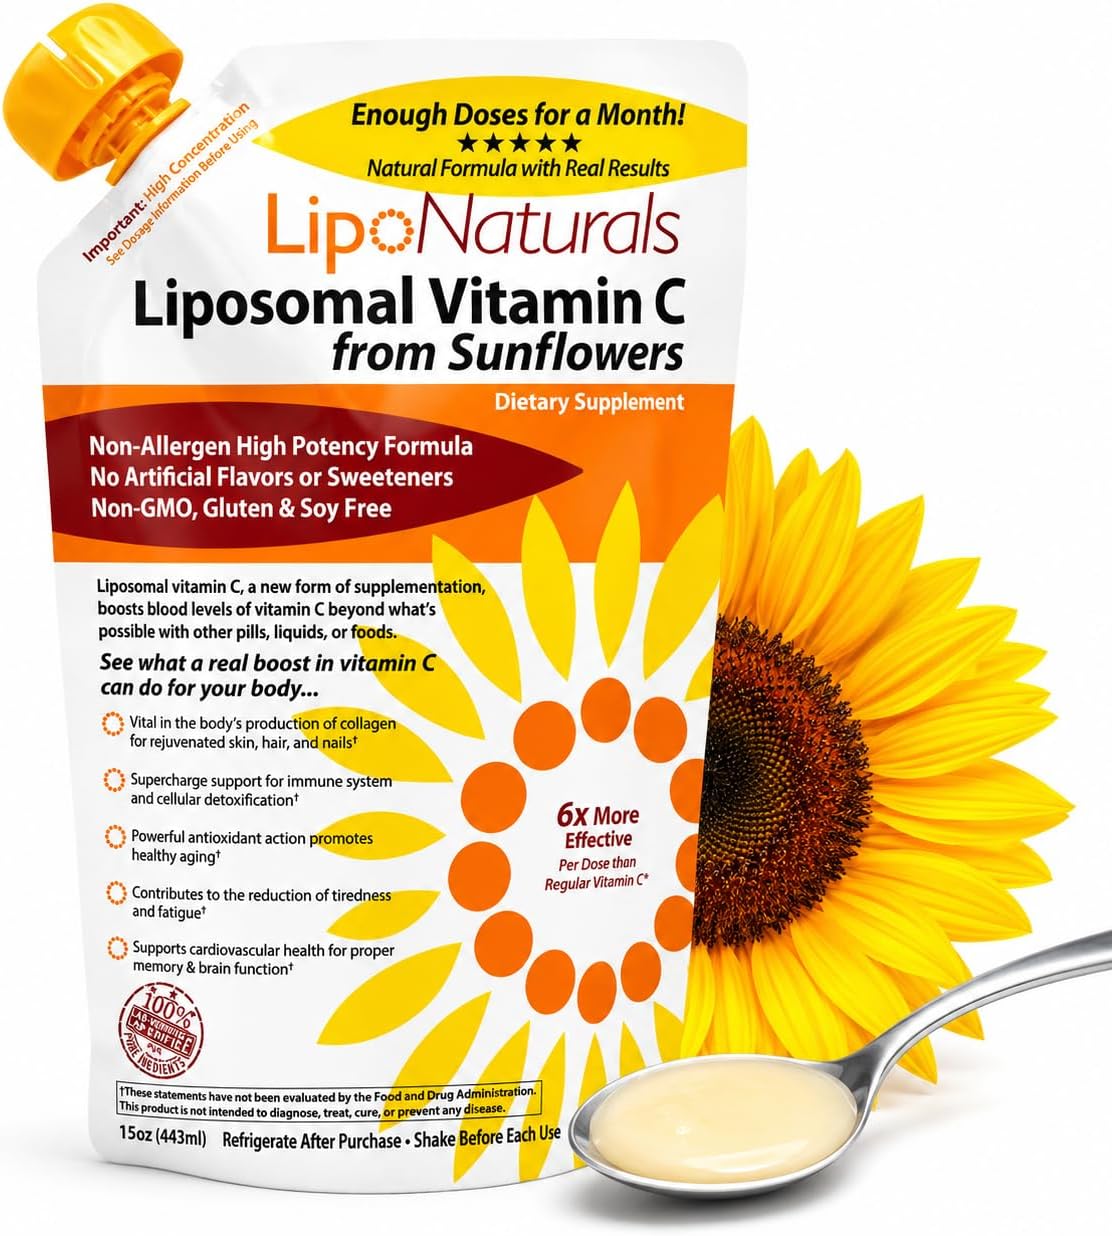 Important: High Concentration
See Dosage Information Before Using
Enough Doses for a Month!
★★★★★
Natural Formula with Real Results
LipoNaturals
Liposomal Vitamin C
from Sunflowers
Dietary Supplement
Non-Allergen High Potency Formula
No Artificial Flavors or Sweeteners
Non-GMO, Gluten & Soy Free
Liposomal vitamin C, a new form of supplementation,
boosts blood levels of vitamin C beyond what's
possible with other pills, liquids, or foods.
See what a real boost in vitamin C
can do for your body...
Vital in the body's production of collagen
for rejuvenated skin, hair, and nails†
Supercharge support for immune system
and cellular detoxification†
Powerful antioxidant action promotes
healthy aging†
Contributes to the reduction of tiredness
and fatigue†
Supports cardiovascular health for proper
memory & brain function†
6x More
Effective
Per Dose than
Regular Vitamin C*
100%
†These statements have not been evaluated by the Food and Drug Administration.
This product is not intended to diagnose, treat, cure, or prevent any disease.
15oz (443ml) Refrigerate After Purchase • Shake Before Each Use